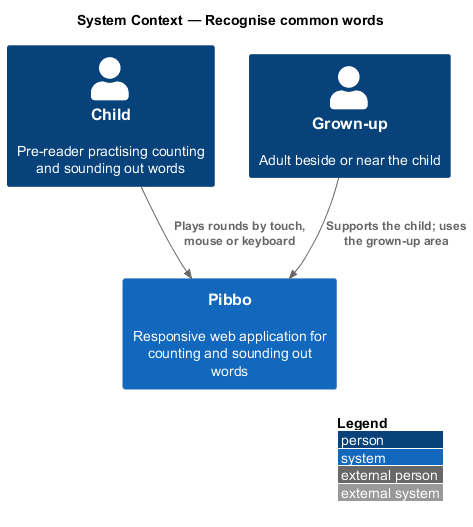 System Context — Recognise common words
Child
Pre-reader practising counting
and sounding out words
Grown-up
Adult beside or near the child
Plays rounds by touch,
mouse or keyboard
Supports the child; uses
the grown-up area
Pibbo
Responsive web application for
counting and sounding out
words
Legend
person
system
external person
external system